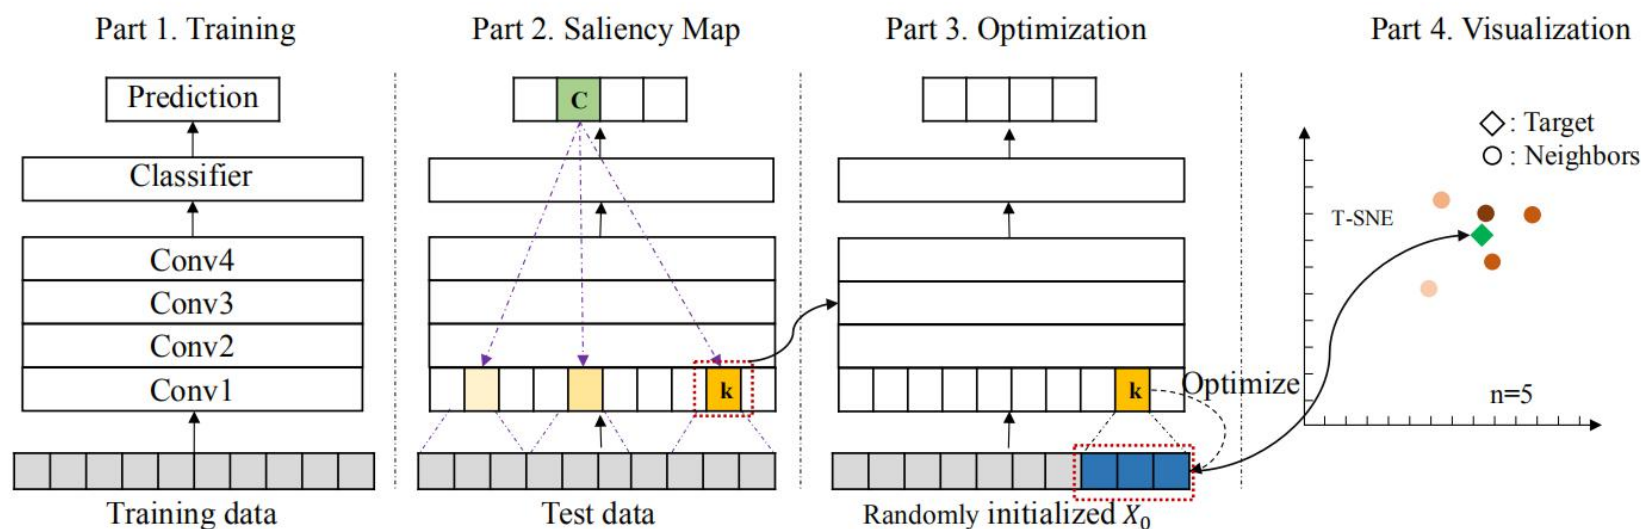 Part 1. Training
Prediction
Classifier
Conv4
Conv3
Conv2
Conv1
Training data
Part 2. Saliency Map
C
k
Test data
Part 3. Optimization
k
Optimize
Randomly initialized X₀
Part 4. Visualization
: Target
: Neighbors
T-SNE
n=5